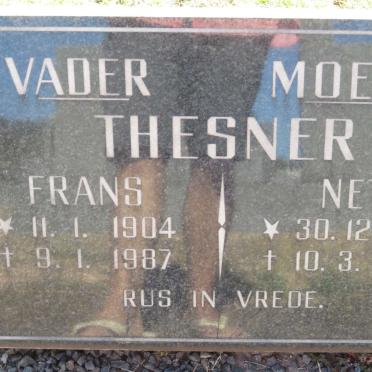 VADER MOE
THESNER
FRANS NE
★ 11. 1. 1904 ★ 30. 12
† 9. 1. 1987 † 10. 3.
RUS IN VREDE.